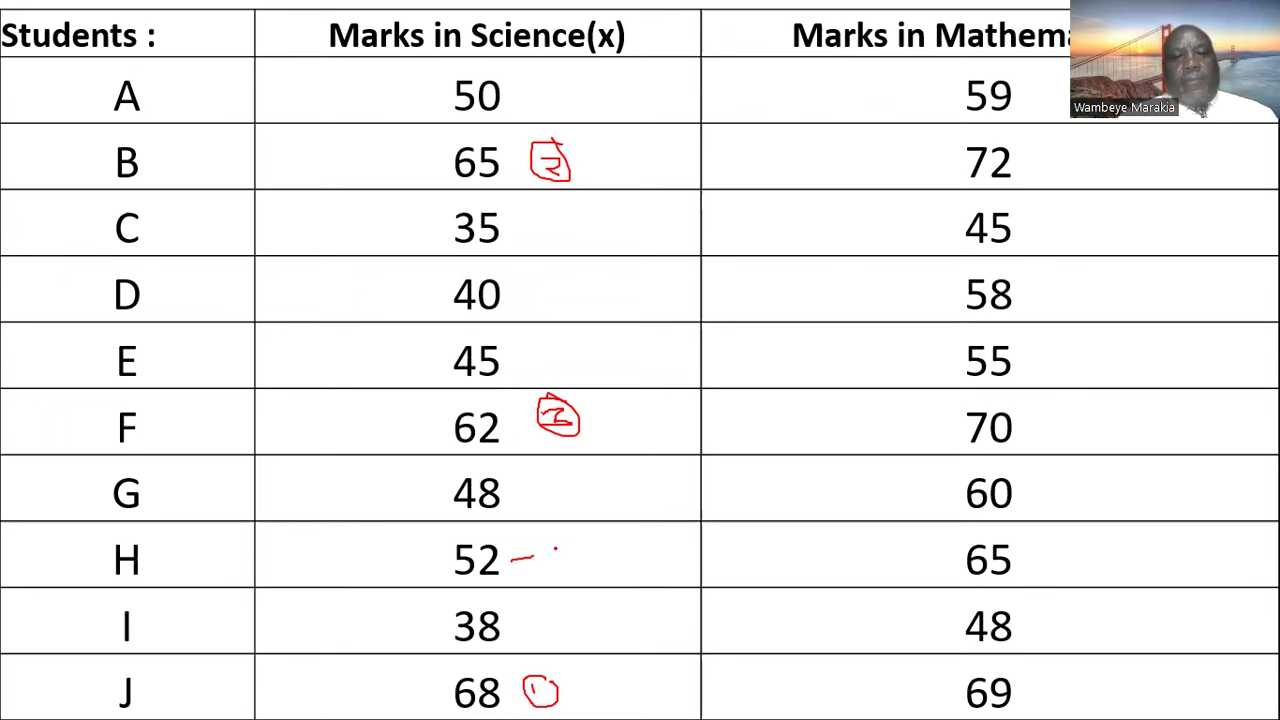 Students : Marks in Science(x) Marks in Mathema
Wambeye Marakia
A 50 59
B 65 2 72
C 35 45
D 40 58
E 45 55
F 62 2 70
G 48 60
H 52 – 65
I 38 48
J 68 1 69